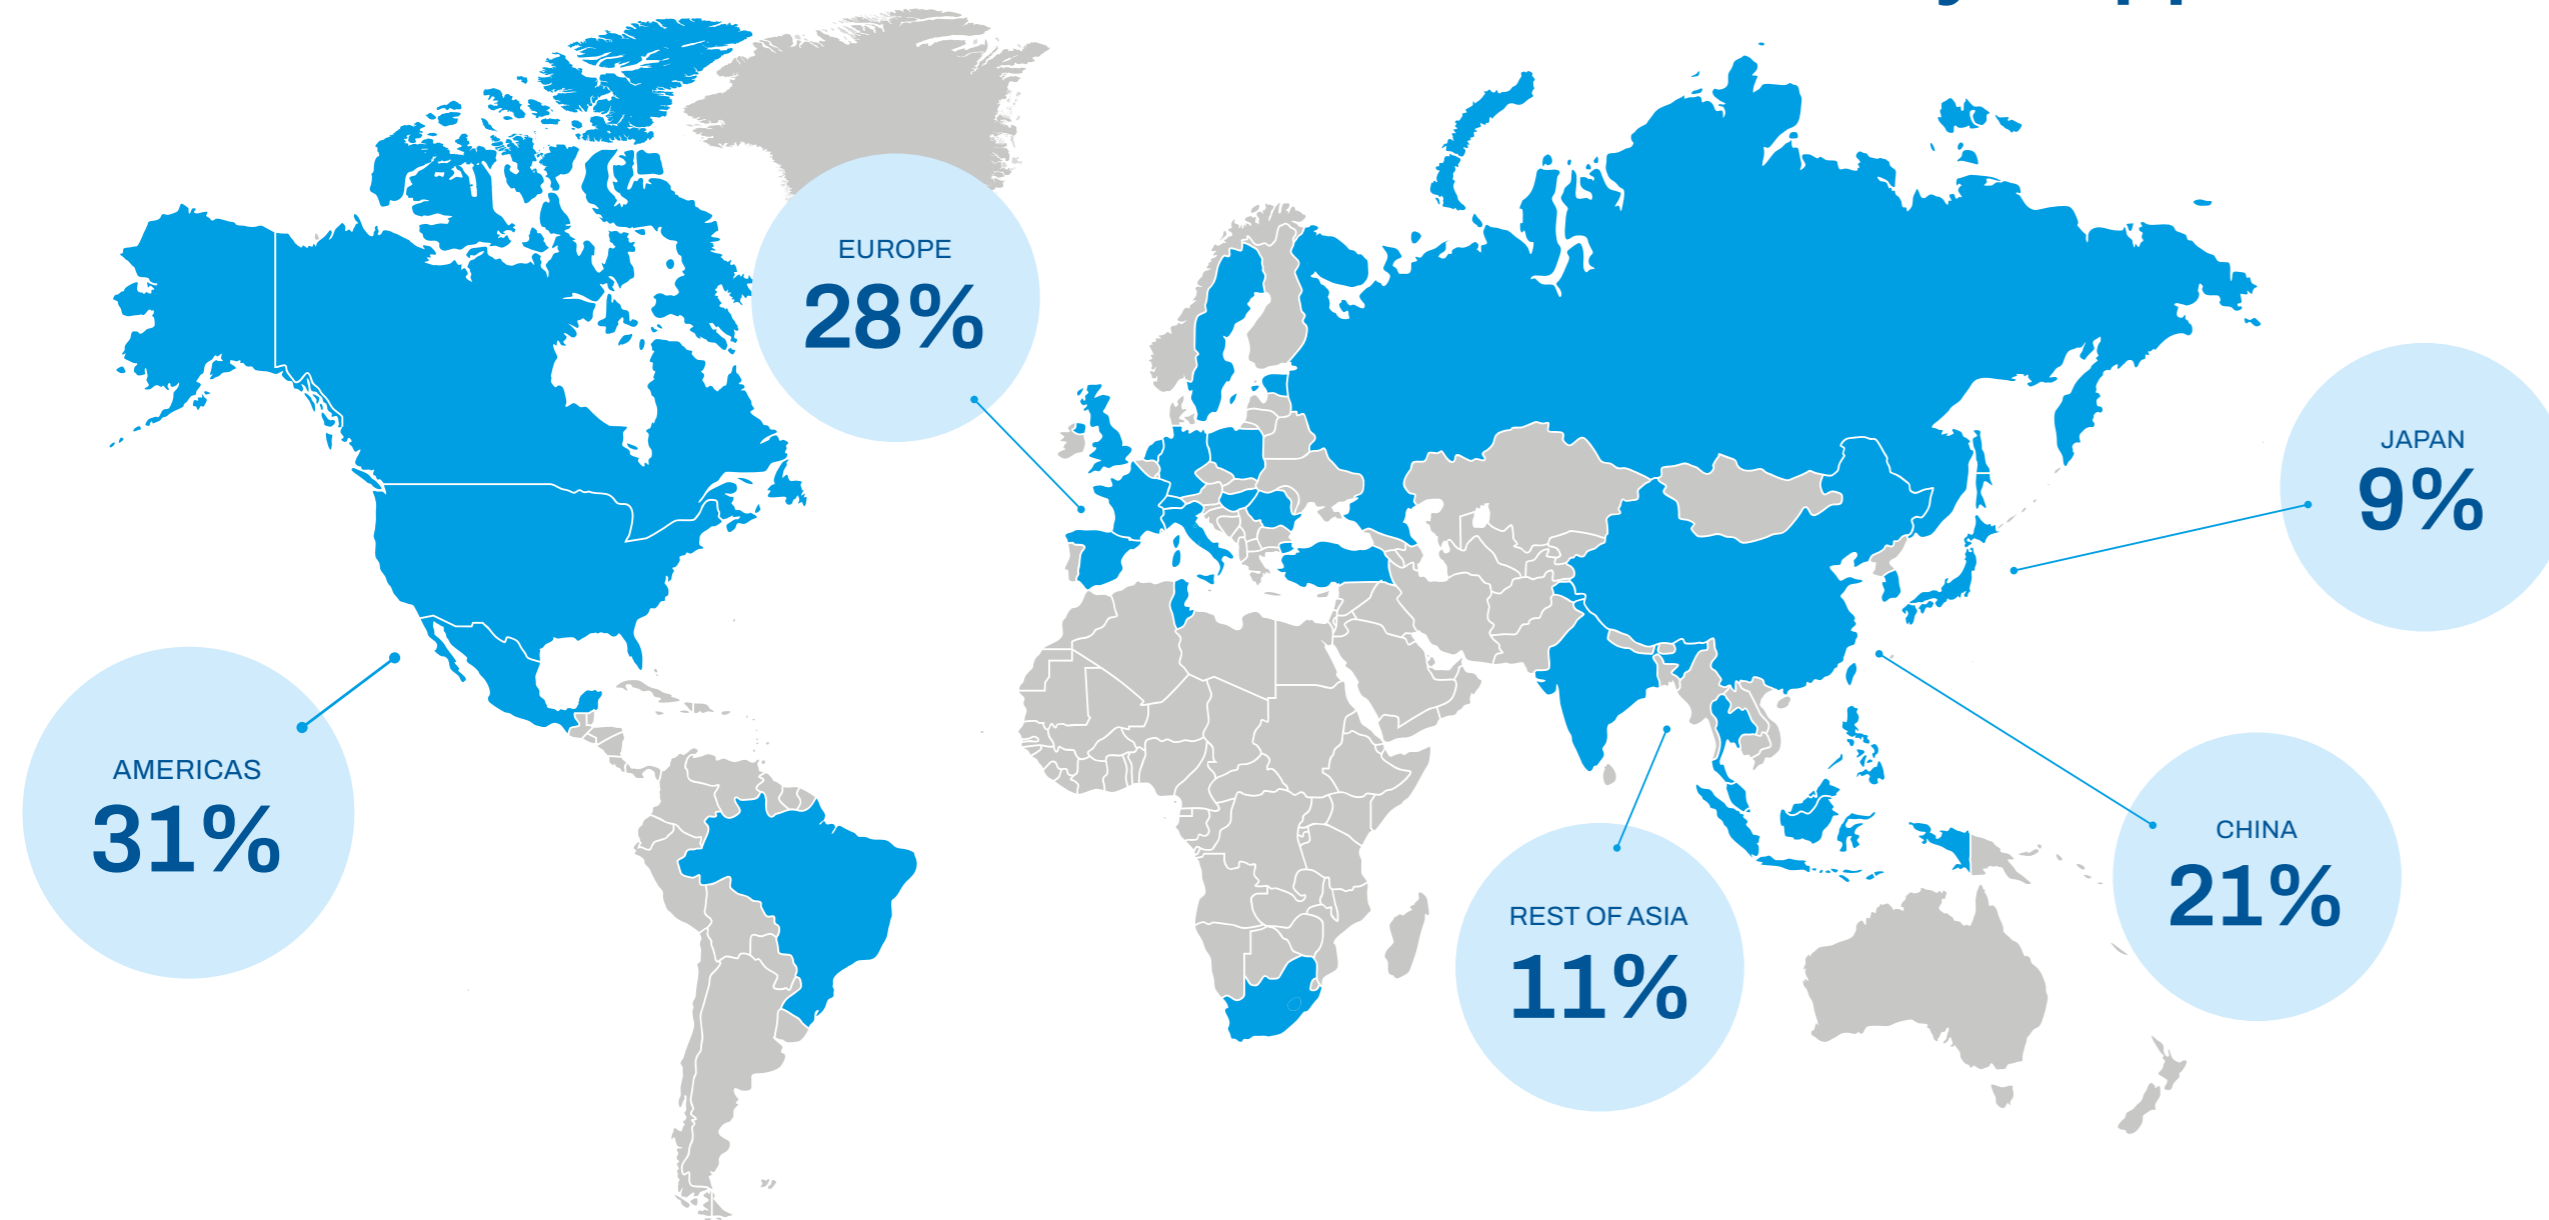 EUROPE
28%
JAPAN
9%
AMERICAS
31%
CHINA
21%
REST OF ASIA
11%